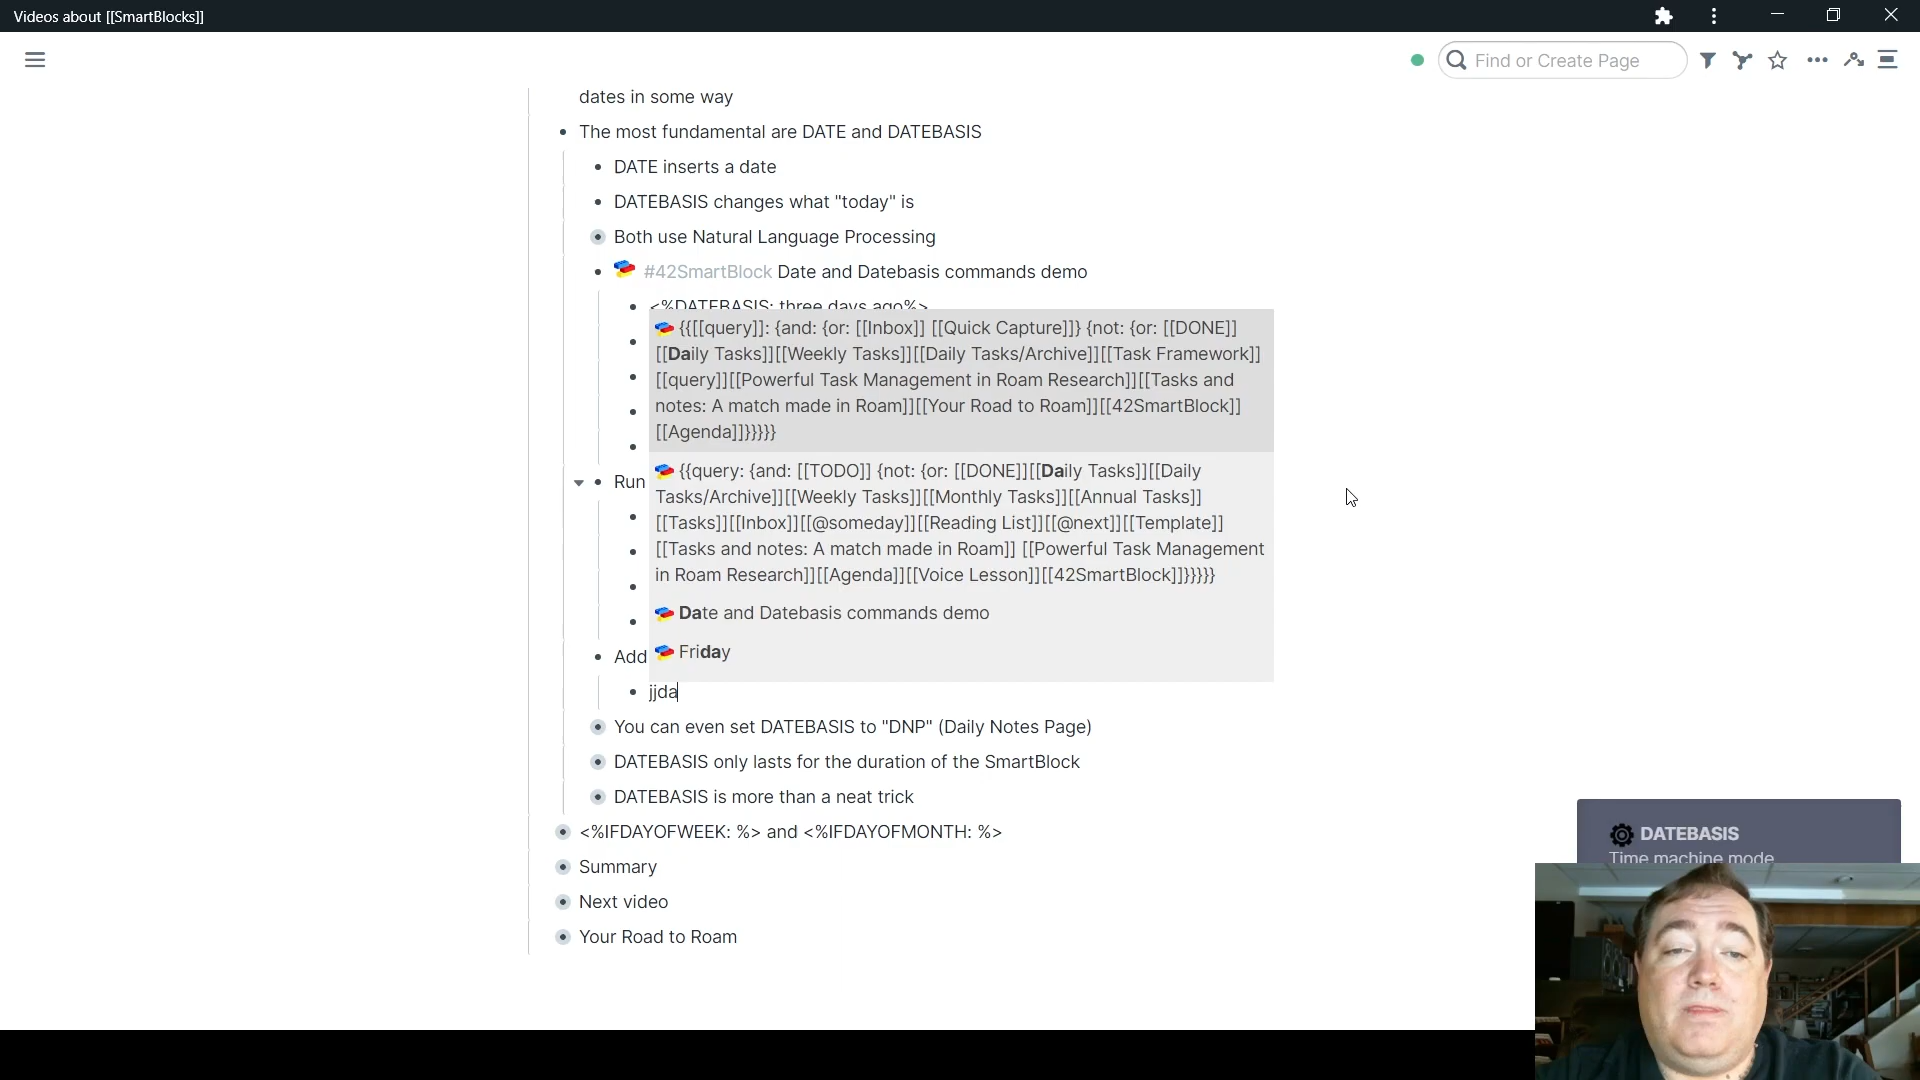 Videos about [[SmartBlocks]]
Find or Create Page
dates in some way
The most fundamental are DATE and DATEBASIS
DATE inserts a date
DATEBASIS changes what "today" is
Both use Natural Language Processing
#42SmartBlock Date and Datebasis commands demo
<%DATEBASIS: three days ago%>
{{[[query]]: {and: {or: [[Inbox]] [[Quick Capture]]} {not: {or: [[DONE]]
[[Daily Tasks]][[Weekly Tasks]][[Daily Tasks/Archive]][[Task Framework]]
[[query]][[Powerful Task Management in Roam Research]][[Tasks and
notes: A match made in Roam]][[Your Road to Roam]][[42SmartBlock]]
[[Agenda]]}}}}}
{{query: {and: [[TODO]] {not: {or: [[DONE]][[Daily Tasks]][[Daily
Tasks/Archive]][[Weekly Tasks]][[Monthly Tasks]][[Annual Tasks]]
[[Tasks]][[Inbox]][[@someday]][[Reading List]][[@next]][[Template]]
[[Tasks and notes: A match made in Roam]] [[Powerful Task Management
in Roam Research]][[Agenda]][[Voice Lesson]][[42SmartBlock]]}}}}}
Run
Date and Datebasis commands demo
Add
Friday
jjda
You can even set DATEBASIS to "DNP" (Daily Notes Page)
DATEBASIS only lasts for the duration of the SmartBlock
DATEBASIS is more than a neat trick
<%IFDAYOFWEEK: %> and <%IFDAYOFMONTH: %>
Summary
Next video
Your Road to Roam
DATEBASIS
Time machine mode